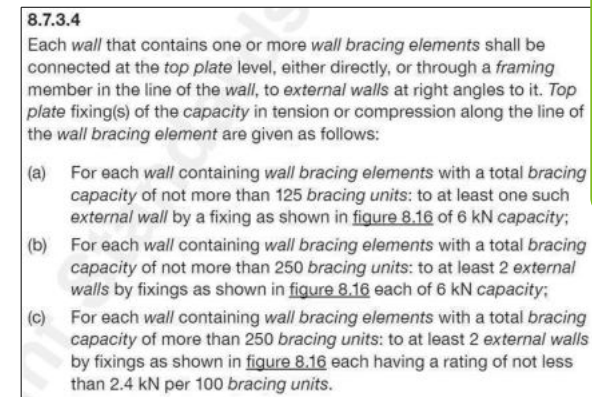 8.7.3.4
Each wall that contains one or more wall bracing elements shall be
connected at the top plate level, either directly, or through a framing
member in the line of the wall, to external walls at right angles to it. Top
plate fixing(s) of the capacity in tension or compression along the line of
the wall bracing element are given as follows:
(a) For each wall containing wall bracing elements with a total bracing
capacity of not more than 125 bracing units: to at least one such
external wall by a fixing as shown in figure 8.16 of 6 kN capacity;
(b) For each wall containing wall bracing elements with a total bracing
capacity of not more than 250 bracing units: to at least 2 external
walls by fixings as shown in figure 8.16 each of 6 kN capacity;
(c) For each wall containing wall bracing elements with a total bracing
capacity of more than 250 bracing units: to at least 2 external walls
by fixings as shown in figure 8.16 each having a rating of not less
than 2.4 kN per 100 bracing units.